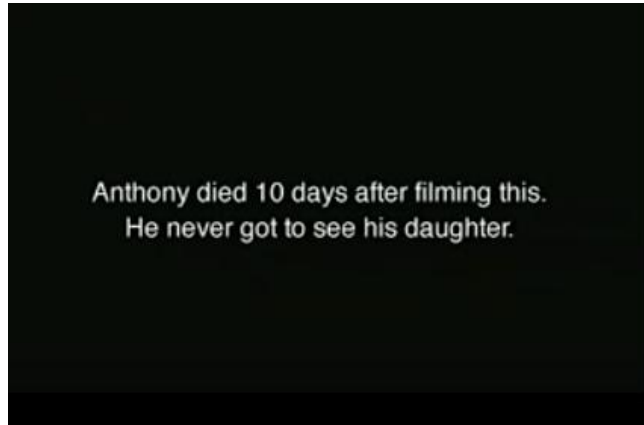 Anthony died 10 days after filming this.
He never got to see his daughter.